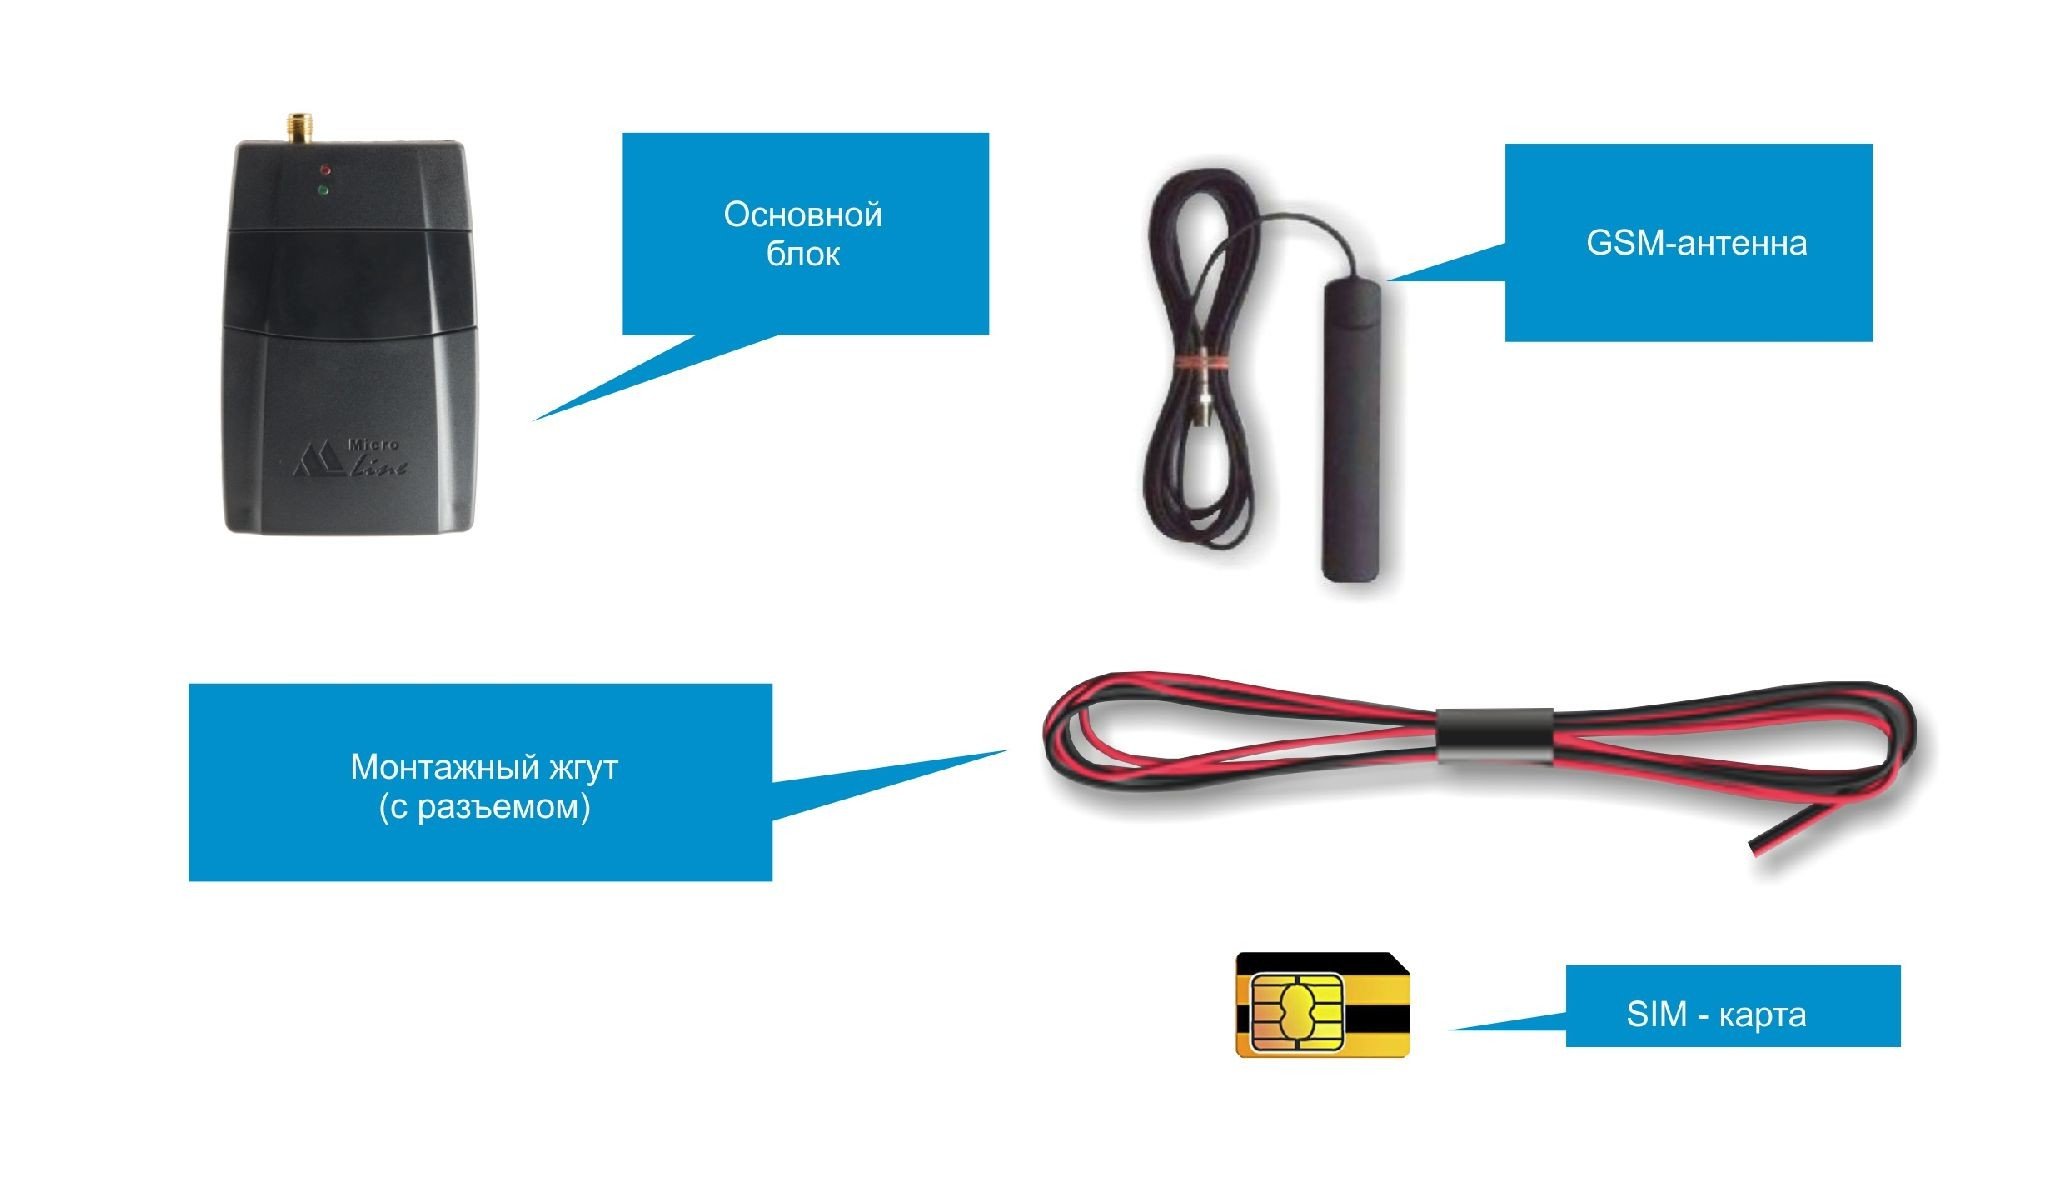 Основной
блок
GSM-антенна
Micro
Line
Монтажный жгут
(с разъемом)
SIM - карта